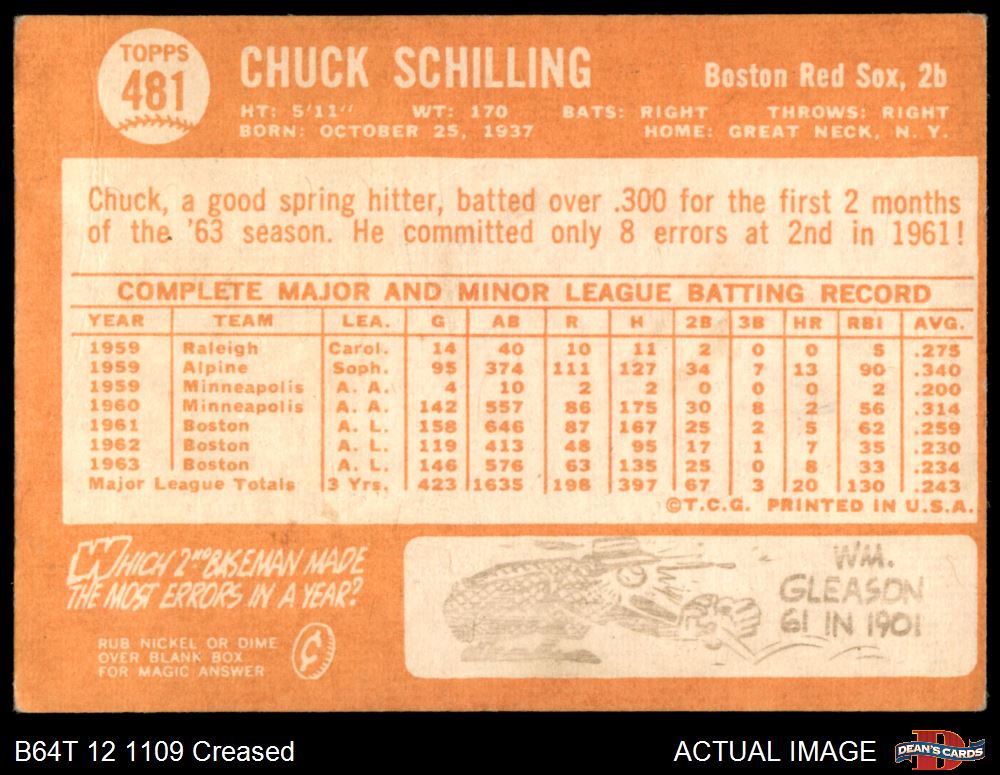 TOPPS
481
CHUCK SCHILLING
Boston Red Sox, 2b
HT: 5'11" WT: 170 BATS: RIGHT THROWS: RIGHT
BORN: OCTOBER 25, 1937 HOME: GREAT NECK, N. Y.
Chuck, a good spring hitter, batted over .300 for the first 2 months
of the '63 season. He committed only 8 errors at 2nd in 1961!
COMPLETE MAJOR AND MINOR LEAGUE BATTING RECORD
YEAR TEAM LEA. G AB R H 2B 3B HR RBI AVG.
1959 Raleigh Carol. 14 40 10 11 2 0 0 5 .275
1959 Alpine Soph. 95 374 111 127 34 7 13 90 .340
1959 Minneapolis A. A. 4 10 2 2 0 0 0 2 .200
1960 Minneapolis A. A. 142 557 86 175 30 8 2 56 .314
1961 Boston A. L. 158 646 87 167 25 2 5 62 .259
1962 Boston A. L. 119 413 48 95 17 1 7 35 .230
1963 Boston A. L. 146 576 63 135 25 0 8 33 .234
Major League Totals 3 Yrs. 423 1635 198 397 67 3 20 130 .243
©T.C.G. PRINTED IN U.S.A.
WHICH 2ND BASEMAN MADE
THE MOST ERRORS IN A YEAR?
RUB NICKEL OR DIME
OVER BLANK BOX
FOR MAGIC ANSWER
WM.
GLEASON
61 IN 1901
B64T 12 1109 Creased
ACTUAL IMAGE
DEAN'S CARDS